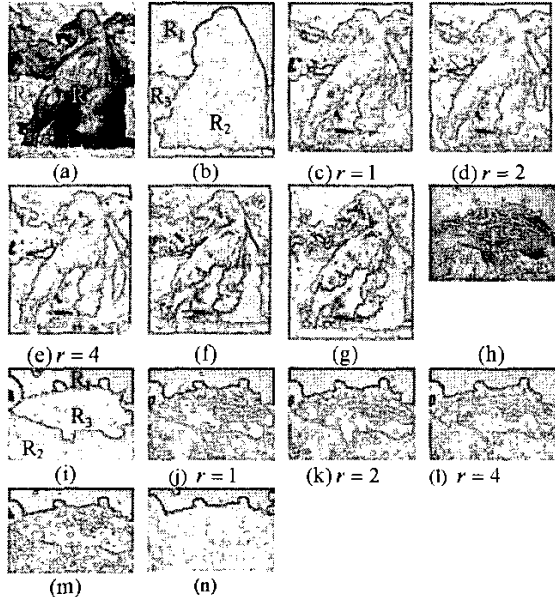 R₁
R₃
R₂
(a) (b) (c) r = 1 (d) r = 2
(e) r = 4 (f) (g) (h)
R₁
R₃
R₂
(i) (j) r = 1 (k) r = 2 (l) r = 4
(m) (n)